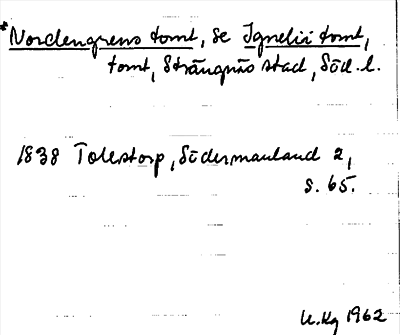 *Nordengrens tomt, se Ignelii tomt,
tomt, Strängnäs stad, Söd. l.
1838 Tolestorp, Södermanland 2,
s. 65.
U.Kg 1962